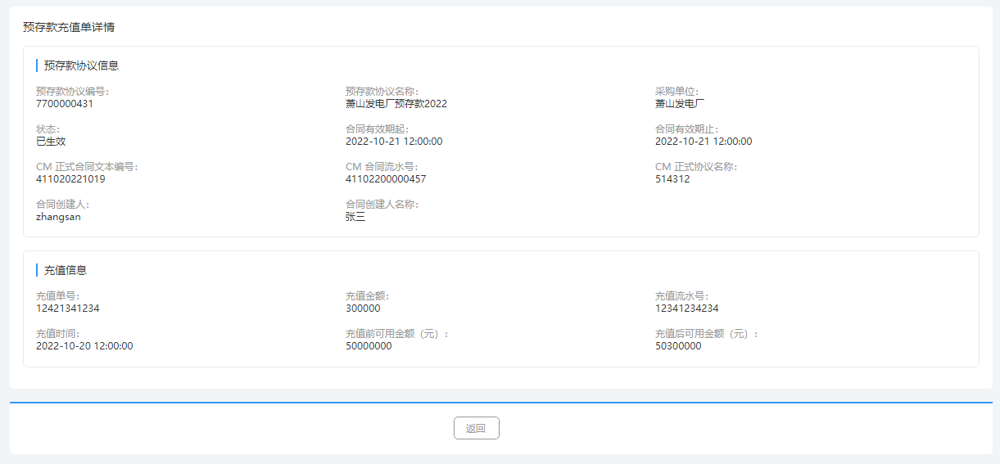 预存款充值单详情
预存款协议信息
预存款协议编号：
7700000431
预存款协议名称：
萧山发电厂预存款2022
采购单位：
萧山发电厂
状态：
已生效
合同有效期起：
2022-10-21 12:00:00
合同有效期止：
2022-10-21 12:00:00
CM 正式合同文本编号：
411020221019
CM 合同流水号：
41102200000457
CM 正式协议名称：
514312
合同创建人：
zhangsan
合同创建人名称：
张三
充值信息
充值单号：
12421341234
充值金额：
300000
充值流水号：
12341234234
充值时间：
2022-10-20 12:00:00
充值前可用金额（元）：
50000000
充值后可用金额（元）：
50300000
返回